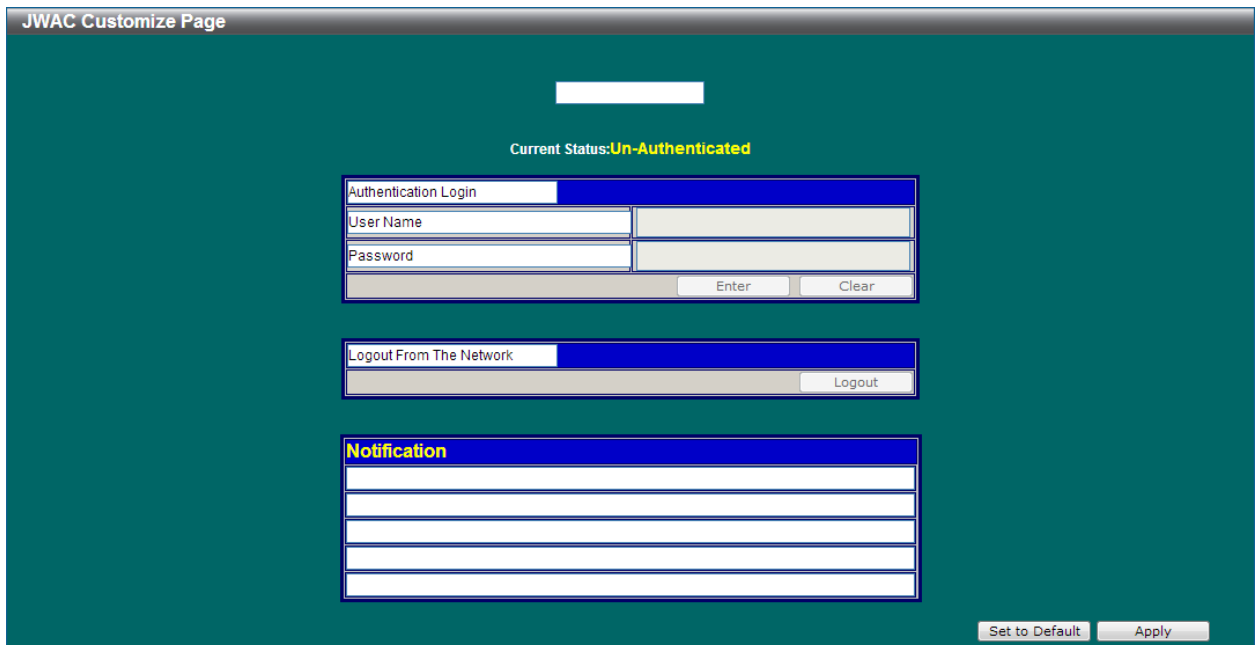 JWAC Customize Page
Current Status:Un-Authenticated
Authentication Login
User Name
Password
Enter Clear
Logout From The Network
Logout
Notification
Set to Default Apply